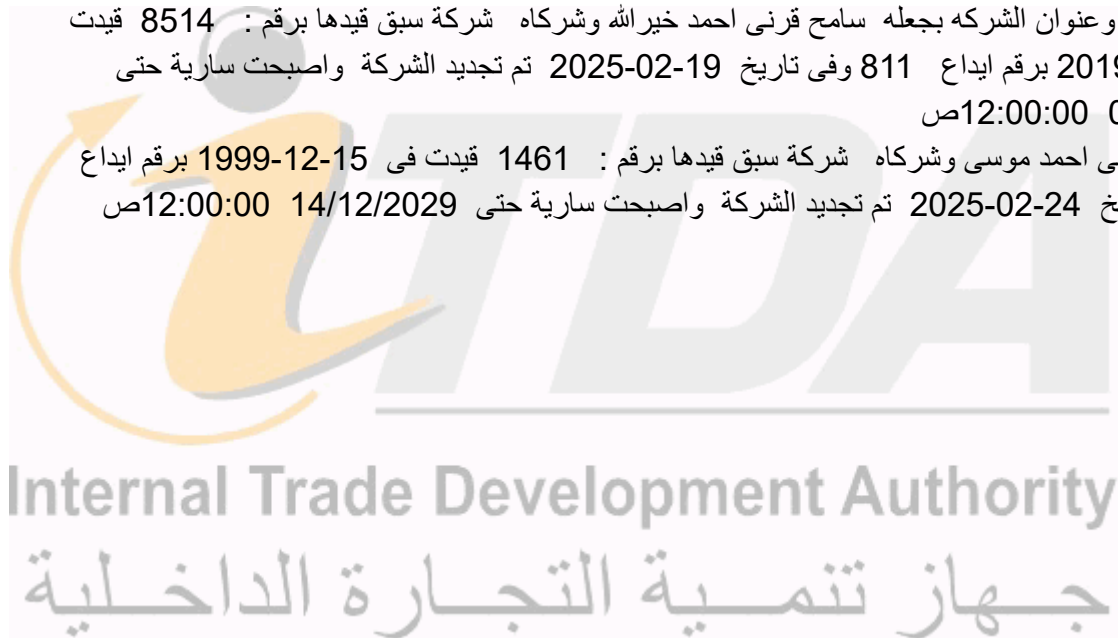 وعنوان الشركه بجعله سامح قرنى احمد خيرالله وشركاه شركة سبق قيدها برقم : 8514 قيدت
برقم ايداع 811 وفى تاريخ 19-02-2025 تم تجديد الشركة واصبحت سارية حتى
12:00:00ص
احمد موسى وشركاه شركة سبق قيدها برقم : 1461 قيدت فى 15-12-1999 برقم ايداع
24-02-2025 تم تجديد الشركة واصبحت سارية حتى 14/12/2029 12:00:00ص
iTDA
Internal Trade Development Authority
جهاز تنمية التجارة الداخلية